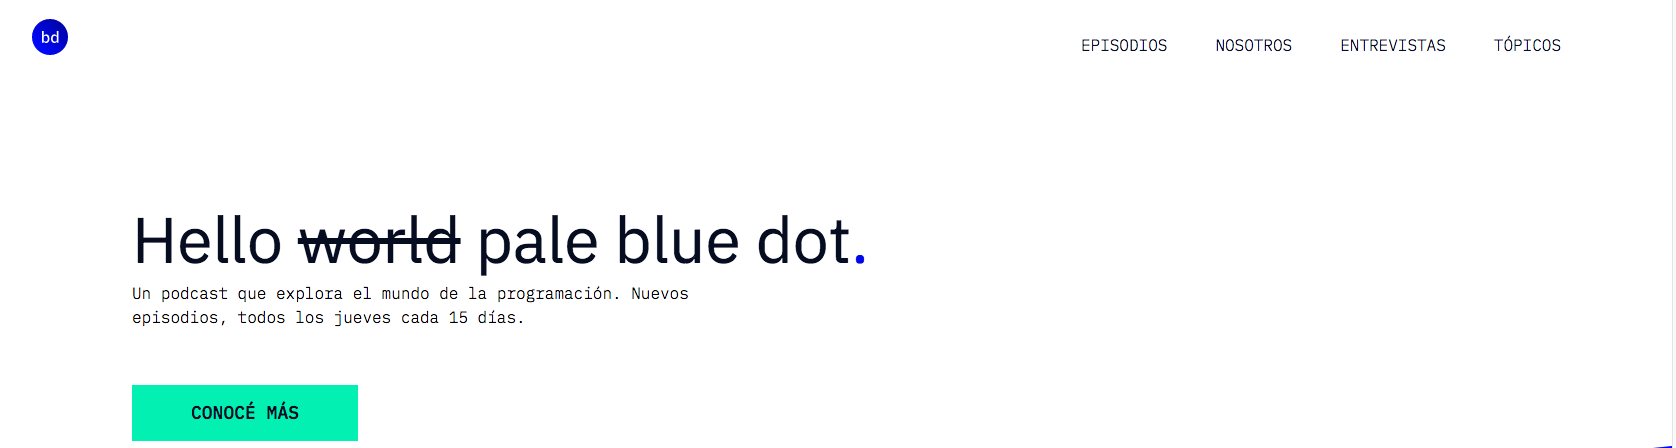 bd
EPISODIOS NOSOTROS ENTREVISTAS TÓPICOS
Hello world pale blue dot.
Un podcast que explora el mundo de la programación. Nuevos
episodios, todos los jueves cada 15 días.
CONOCÉ MÁS